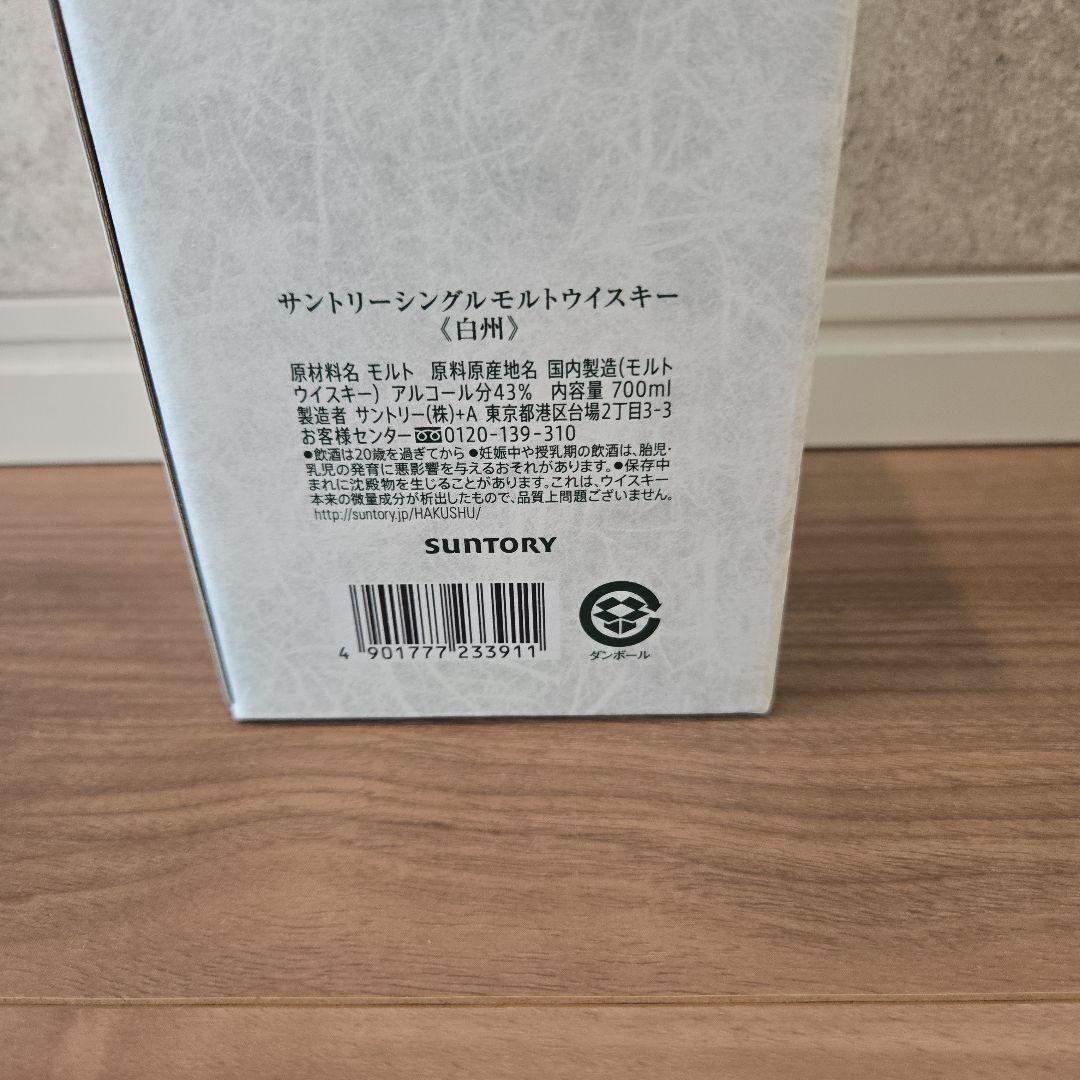 サントリーシングルモルトウイスキー
《白州》
原材料名 モルト 原料原産地名 国内製造(モルト
ウイスキー) アルコール分43% 内容量 700ml
製造者 サントリー(株)+A 東京都港区台場2丁目3-3
お客様センター 0120-139-310
●飲酒は20歳を過ぎてから ●妊娠中や授乳期の飲酒は、胎児・
乳児の発育に悪影響を与えるおそれがあります。●保存中
まれに沈殿物を生じることがあります。これは、ウイスキー
本来の微量成分が析出したもので、品質上問題ございません。
http://suntory.jp/HAKUSHU/
SUNTORY
4 901777 233911
ダンボール